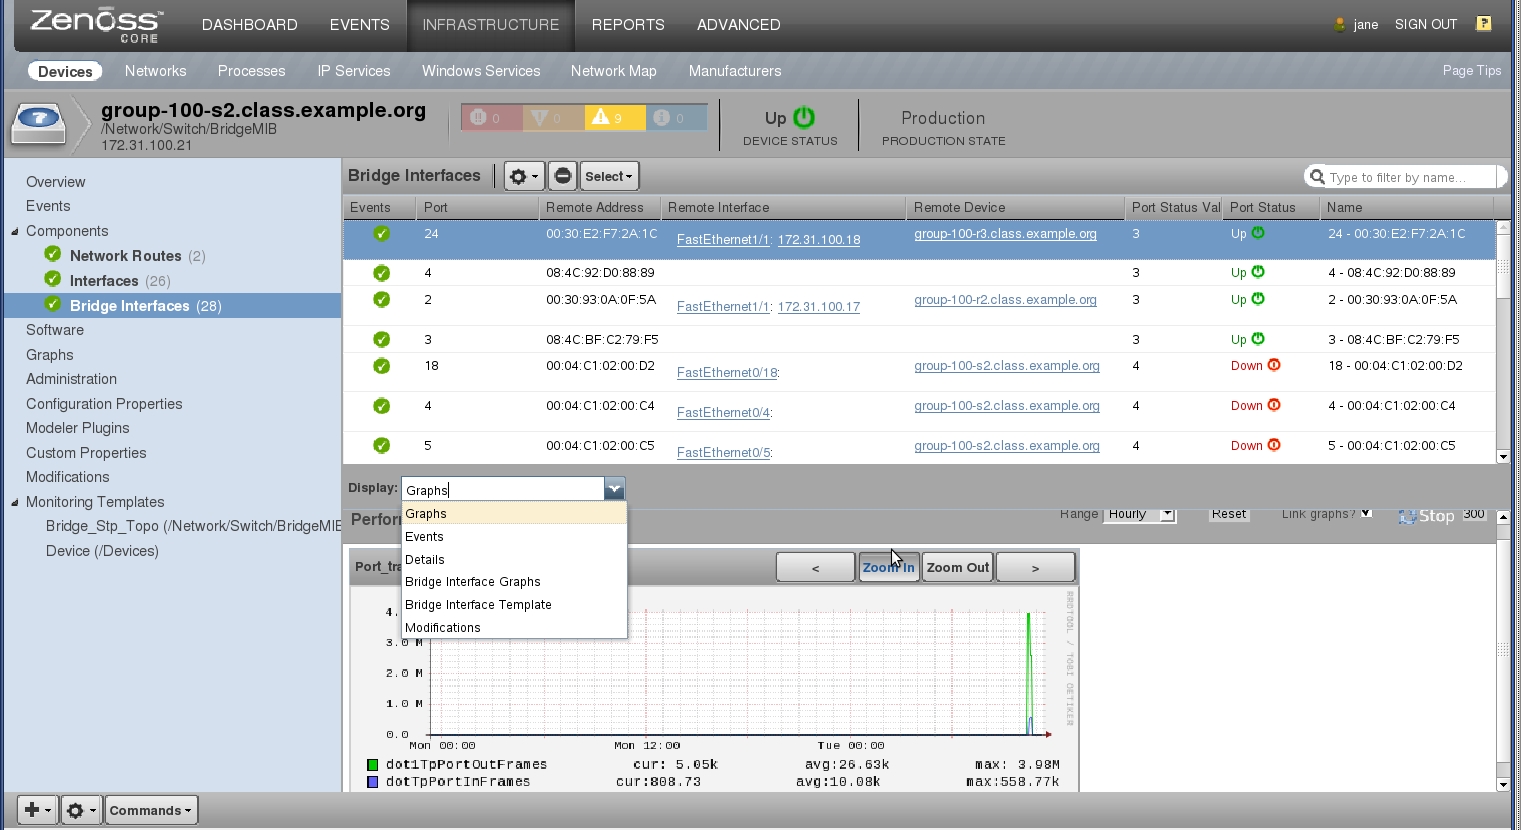 Zenoss CORE DASHBOARD EVENTS INFRASTRUCTURE REPORTS ADVANCED jane SIGN OUT ?
Devices Networks Processes IP Services Windows Services Network Map Manufacturers Page Tips
group-100-s2.class.example.org
/Network/Switch/BridgeMIB
172.31.100.21
0 0 9 0
Up
DEVICE STATUS
Production
PRODUCTION STATE
Overview
Events
Components
Network Routes (2)
Interfaces (26)
Bridge Interfaces (28)
Software
Graphs
Administration
Configuration Properties
Modeler Plugins
Custom Properties
Modifications
Monitoring Templates
Bridge_Stp_Topo (/Network/Switch/BridgeMIB
Device (/Devices)
Bridge Interfaces Select Type to filter by name...
Events Port Remote Address Remote Interface Remote Device Port Status Val Port Status Name
24 00:30:E2:F7:2A:1C FastEthernet1/1: 172.31.100.18 group-100-r3.class.example.org 3 Up 24 - 00:30:E2:F7:2A:1C
4 08:4C:92:D0:88:89 3 Up 4 - 08:4C:92:D0:88:89
2 00:30:93:0A:0F:5A FastEthernet1/1: 172.31.100.17 group-100-r2.class.example.org 3 Up 2 - 00:30:93:0A:0F:5A
3 08:4C:BF:C2:79:F5 3 Up 3 - 08:4C:BF:C2:79:F5
18 00:04:C1:02:00:D2 FastEthernet0/18: group-100-s2.class.example.org 4 Down 18 - 00:04:C1:02:00:D2
4 00:04:C1:02:00:C4 FastEthernet0/4: group-100-s2.class.example.org 4 Down 4 - 00:04:C1:02:00:C4
5 00:04:C1:02:00:C5 FastEthernet0/5: group-100-s2.class.example.org 4 Down 5 - 00:04:C1:02:00:C5
Display: Graphs
Graphs
Events
Details
Bridge Interface Graphs
Bridge Interface Template
Modifications
Perfor Range Hourly Reset Link graphs? Stop 300
Port_tra < Zoom In Zoom Out >
RRDTOOL / TOBI OETIKER
4.
3.0 M
2.0 M
1.0 M
0.0
Mon 00:00 Mon 12:00 Tue 00:00
dot1TpPortOutFrames cur: 5.05k avg:26.63k max: 3.98M
dotTpPortInFrames cur:808.73 avg:10.08k max:558.77k
Commands